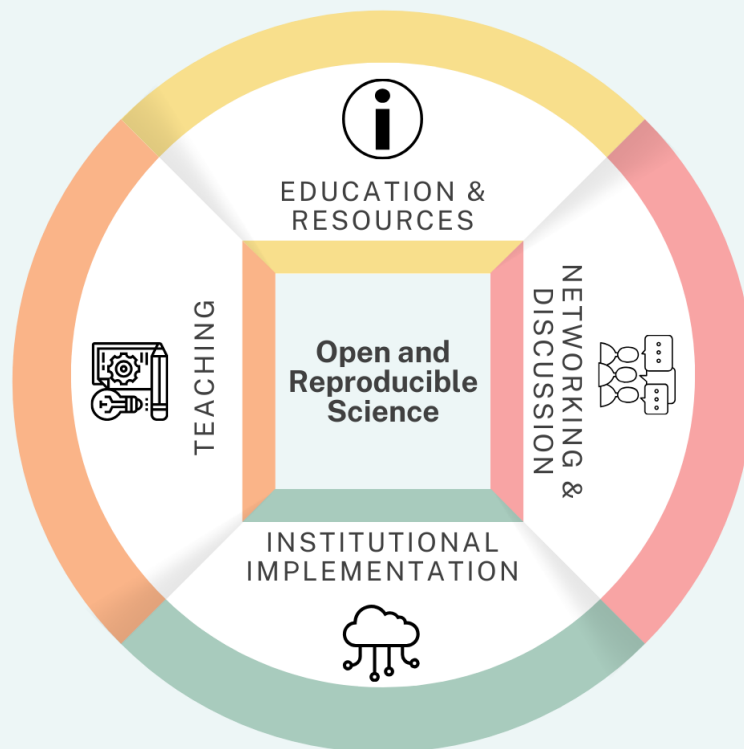 EDUCATION &
RESOURCES
TEACHING
Open and
Reproducible
Science
NETWORKING &
DISCUSSION
INSTITUTIONAL
IMPLEMENTATION